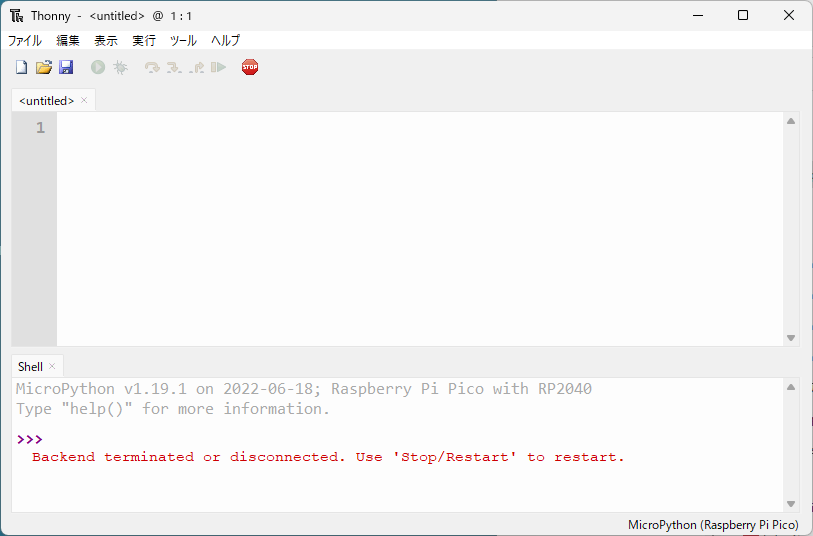 Thonny - <untitled> @ 1 : 1
ファイル 編集 表示 実行 ツール ヘルプ
STOP
<untitled> ×
1
Shell ×
MicroPython v1.19.1 on 2022-06-18; Raspberry Pi Pico with RP2040
Type "help()" for more information.
>>>
Backend terminated or disconnected. Use 'Stop/Restart' to restart.
MicroPython (Raspberry Pi Pico)